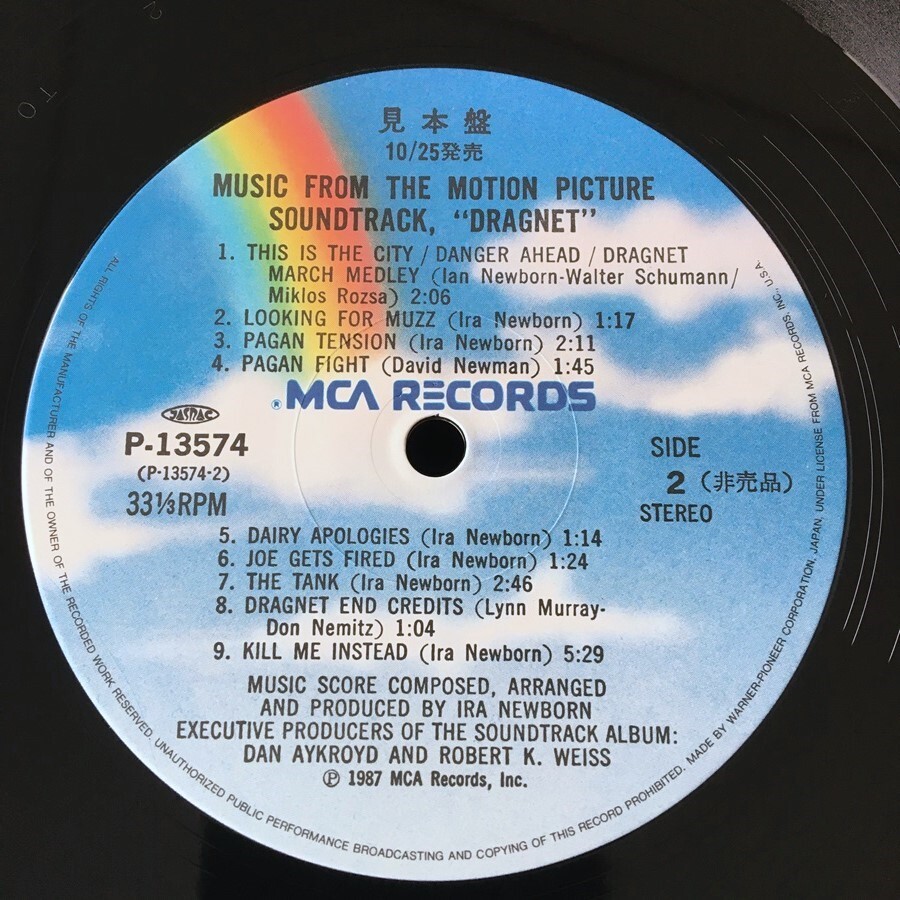 見本盤
10/25発売
MUSIC FROM THE MOTION PICTURE
SOUNDTRACK, “DRAGNET”
1. THIS IS THE CITY / DANGER AHEAD / DRAGNET
MARCH MEDLEY (Ian Newborn-Walter Schumann/
Miklos Rozsa) 2:06
2. LOOKING FOR MUZZ (Ira Newborn) 1:17
3. PAGAN TENSION (Ira Newborn) 2:11
4. PAGAN FIGHT (David Newman) 1:45
® MCA RECORDS
JASRAC
P-13574
(P-13574-2)
33⅓RPM
SIDE
2 (非売品)
STEREO
5. DAIRY APOLOGIES (Ira Newborn) 1:14
6. JOE GETS FIRED (Ira Newborn) 1:24
7. THE TANK (Ira Newborn) 2:46
8. DRAGNET END CREDITS (Lynn Murray-
Don Nemitz) 1:04
9. KILL ME INSTEAD (Ira Newborn) 5:29
MUSIC SCORE COMPOSED, ARRANGED
AND PRODUCED BY IRA NEWBORN
EXECUTIVE PRODUCERS OF THE SOUNDTRACK ALBUM:
DAN AYKROYD AND ROBERT K. WEISS
℗ 1987 MCA Records, Inc.
ALL RIGHTS OF THE MANUFACTURER AND OF THE OWNER OF THE RECORDED WORK RESERVED. UNAUTHORIZED PUBLIC PERFORMANCE BROADCASTING AND COPYING OF THIS RECORD PROHIBITED. MADE BY WARNER-PIONEER CORPORATION, JAPAN, UNDER LICENSE FROM MCA RECORDS, INC., U.S.A.